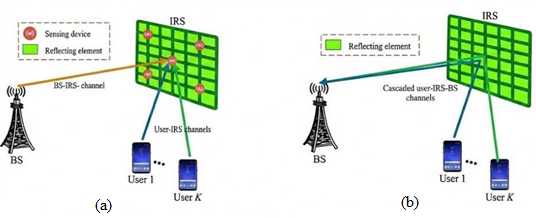 IRS
Sensing device
Reflecting element
BS-IRS- channel
User-IRS channels
BS
User 1
User K
(a)
IRS
Reflecting element
Cascaded user-IRS-BS
channels
BS
User 1
User K
(b)